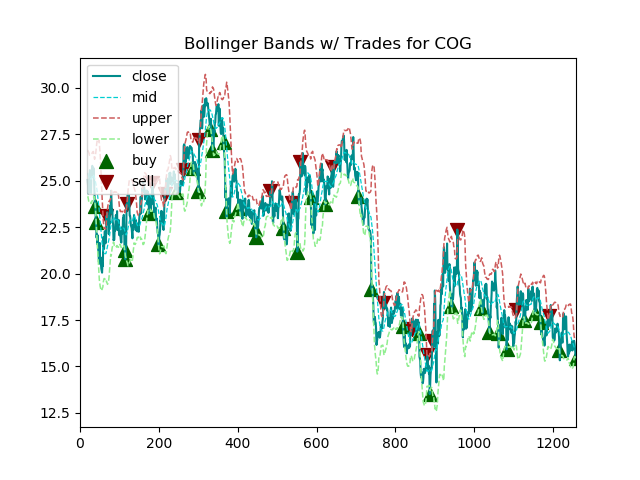 Bollinger Bands w/ Trades for COG
close
mid
upper
lower
buy
sell
30.0
27.5
25.0
22.5
20.0
17.5
15.0
12.5
0 200 400 600 800 1000 1200